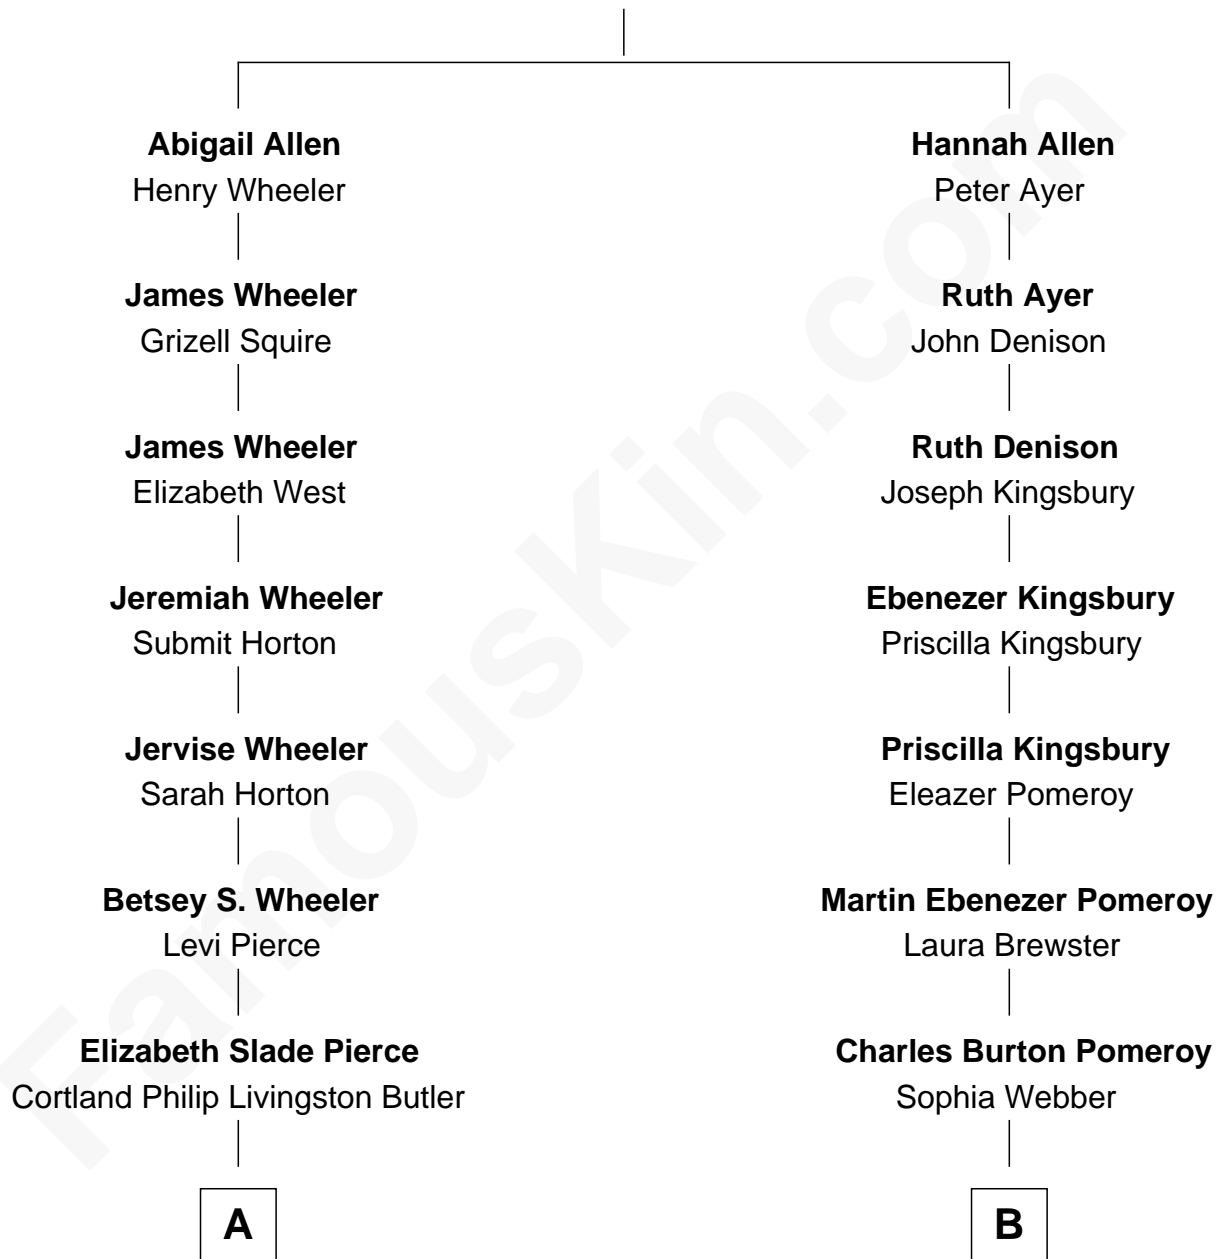 Abigail Allen
Henry Wheeler
Hannah Allen
Peter Ayer
James Wheeler
Grizell Squire
Ruth Ayer
John Denison
James Wheeler
Elizabeth West
Ruth Denison
Joseph Kingsbury
Jeremiah Wheeler
Submit Horton
Ebenezer Kingsbury
Priscilla Kingsbury
Jervise Wheeler
Sarah Horton
Priscilla Kingsbury
Eleazer Pomeroy
Betsey S. Wheeler
Levi Pierce
Martin Ebenezer Pomeroy
Laura Brewster
Elizabeth Slade Pierce
Cortland Philip Livingston Butler
Charles Burton Pomeroy
Sophia Webber
A
B
FamousKin.com